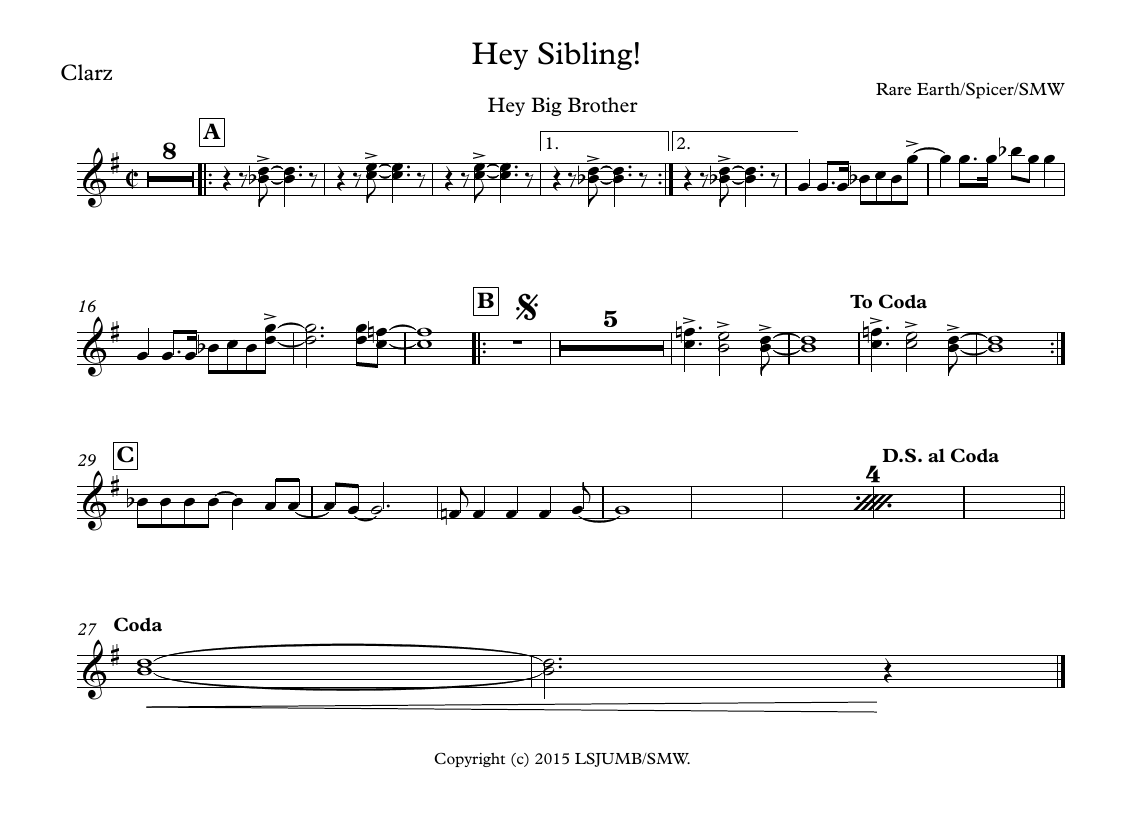 Hey Sibling!
Clarz
Rare Earth/Spicer/SMW
Hey Big Brother
A
8
1.
2.
16
B
5
To Coda
29
C
D.S. al Coda
4
27
Coda
Copyright (c) 2015 LSJUMB/SMW.